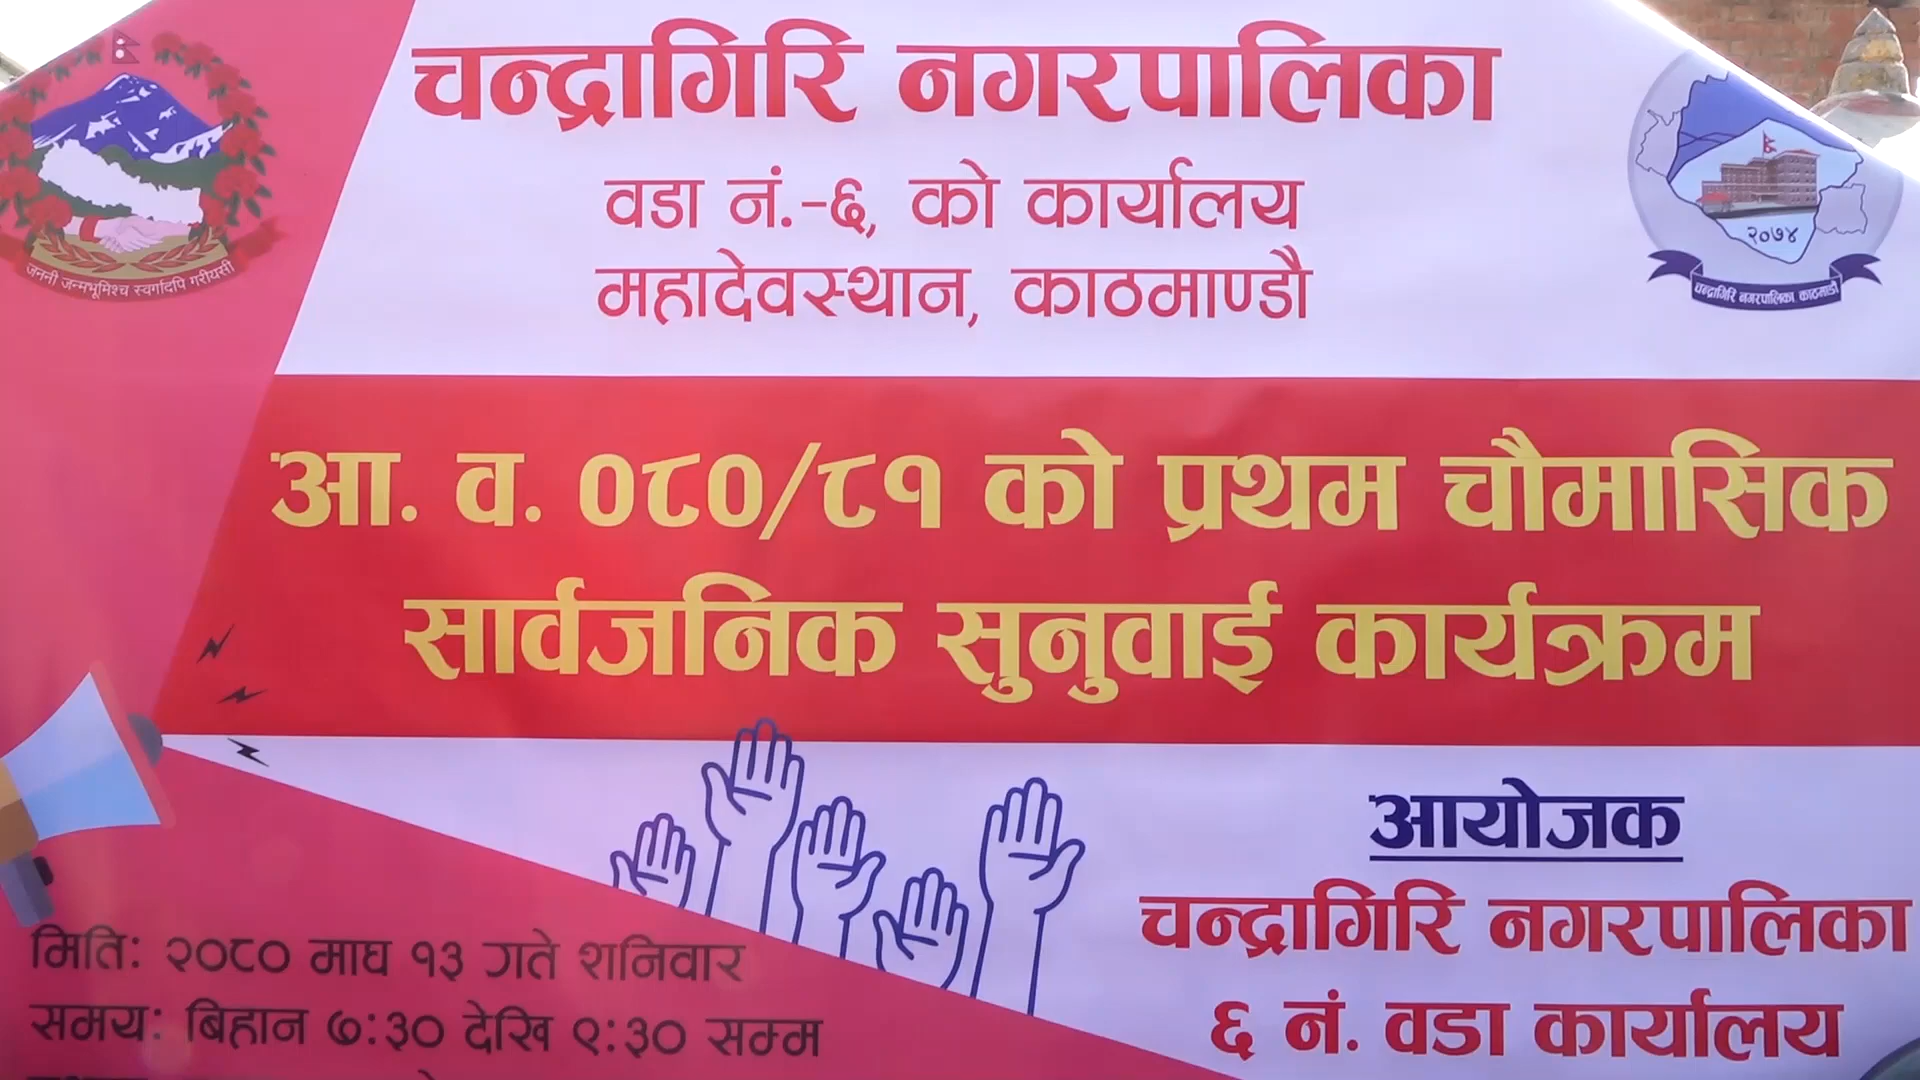 चन्द्रागिरि नगरपालिका
वडा नं.-६, को कार्यालय
महादेवस्थान, काठमाण्डौ
जननी जन्मभूमिश्च स्वर्गादपि गरीयसी
२०७४
चन्द्रागिरि नगरपालिका काठमाडौं
आ. व. ०८०/८१ को प्रथम चौमासिक
सार्वजनिक सुनुवाई कार्यक्रम
आयोजक
चन्द्रागिरि नगरपालिका
६ नं. वडा कार्यालय
मितिः २०८० माघ १३ गते शनिवार
समयः बिहान ७:३० देखि ९:३० सम्म